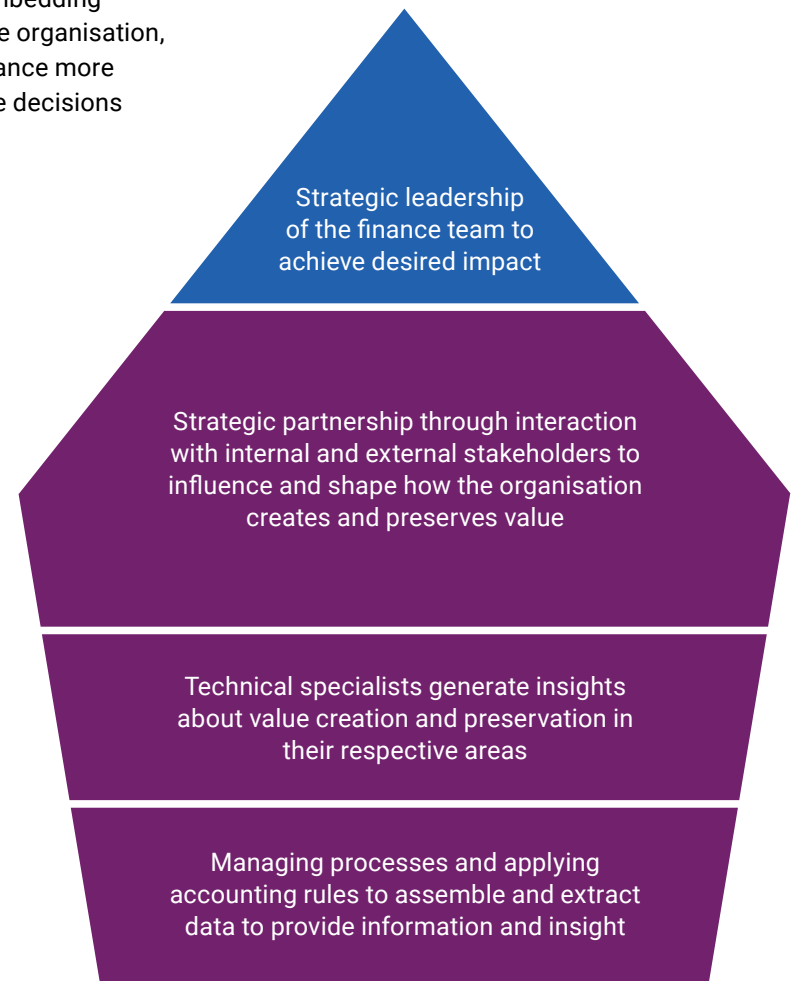 e organisation,
ance more
e decisions
Strategic leadership
of the finance team to
achieve desired impact
Strategic partnership through interaction
with internal and external stakeholders to
influence and shape how the organisation
creates and preserves value
Technical specialists generate insights
about value creation and preservation in
their respective areas
Managing processes and applying
accounting rules to assemble and extract
data to provide information and insight